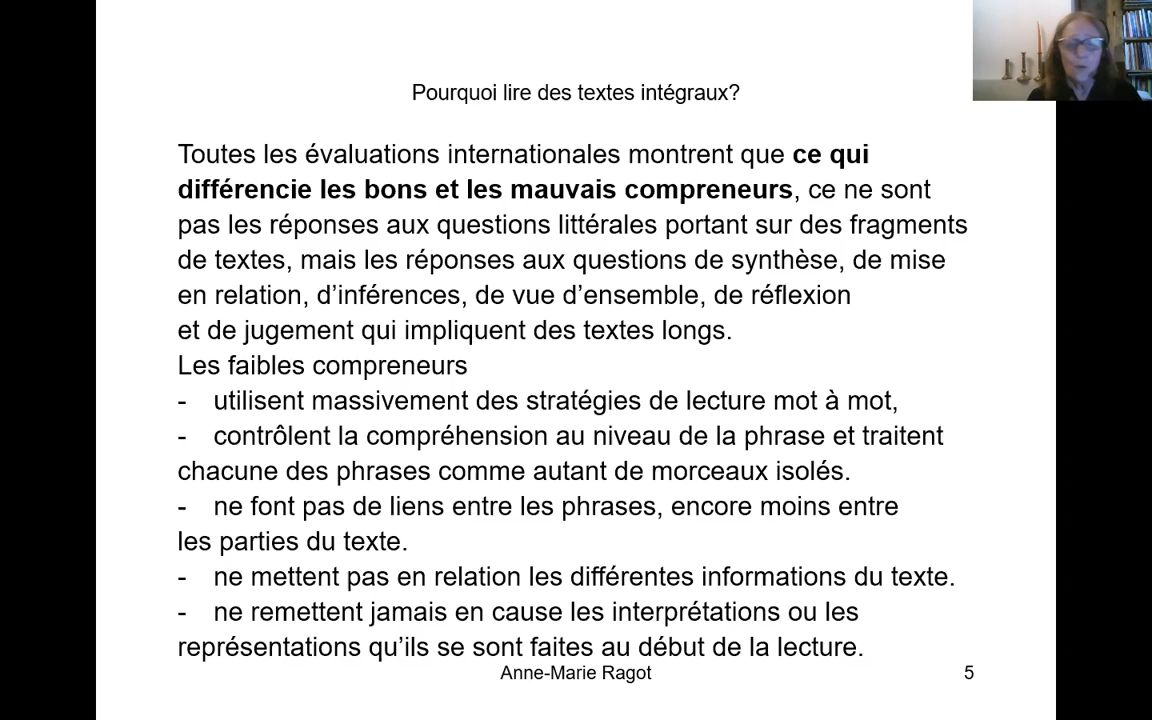 Pourquoi lire des textes intégraux?
Toutes les évaluations internationales montrent que ce qui
différencie les bons et les mauvais compreneurs, ce ne sont
pas les réponses aux questions littérales portant sur des fragments
de textes, mais les réponses aux questions de synthèse, de mise
en relation, d’inférences, de vue d’ensemble, de réflexion
et de jugement qui impliquent des textes longs.
Les faibles compreneurs
- utilisent massivement des stratégies de lecture mot à mot,
- contrôlent la compréhension au niveau de la phrase et traitent
chacune des phrases comme autant de morceaux isolés.
- ne font pas de liens entre les phrases, encore moins entre
les parties du texte.
- ne mettent pas en relation les différentes informations du texte.
- ne remettent jamais en cause les interprétations ou les
représentations qu’ils se sont faites au début de la lecture.
Anne-Marie Ragot 5